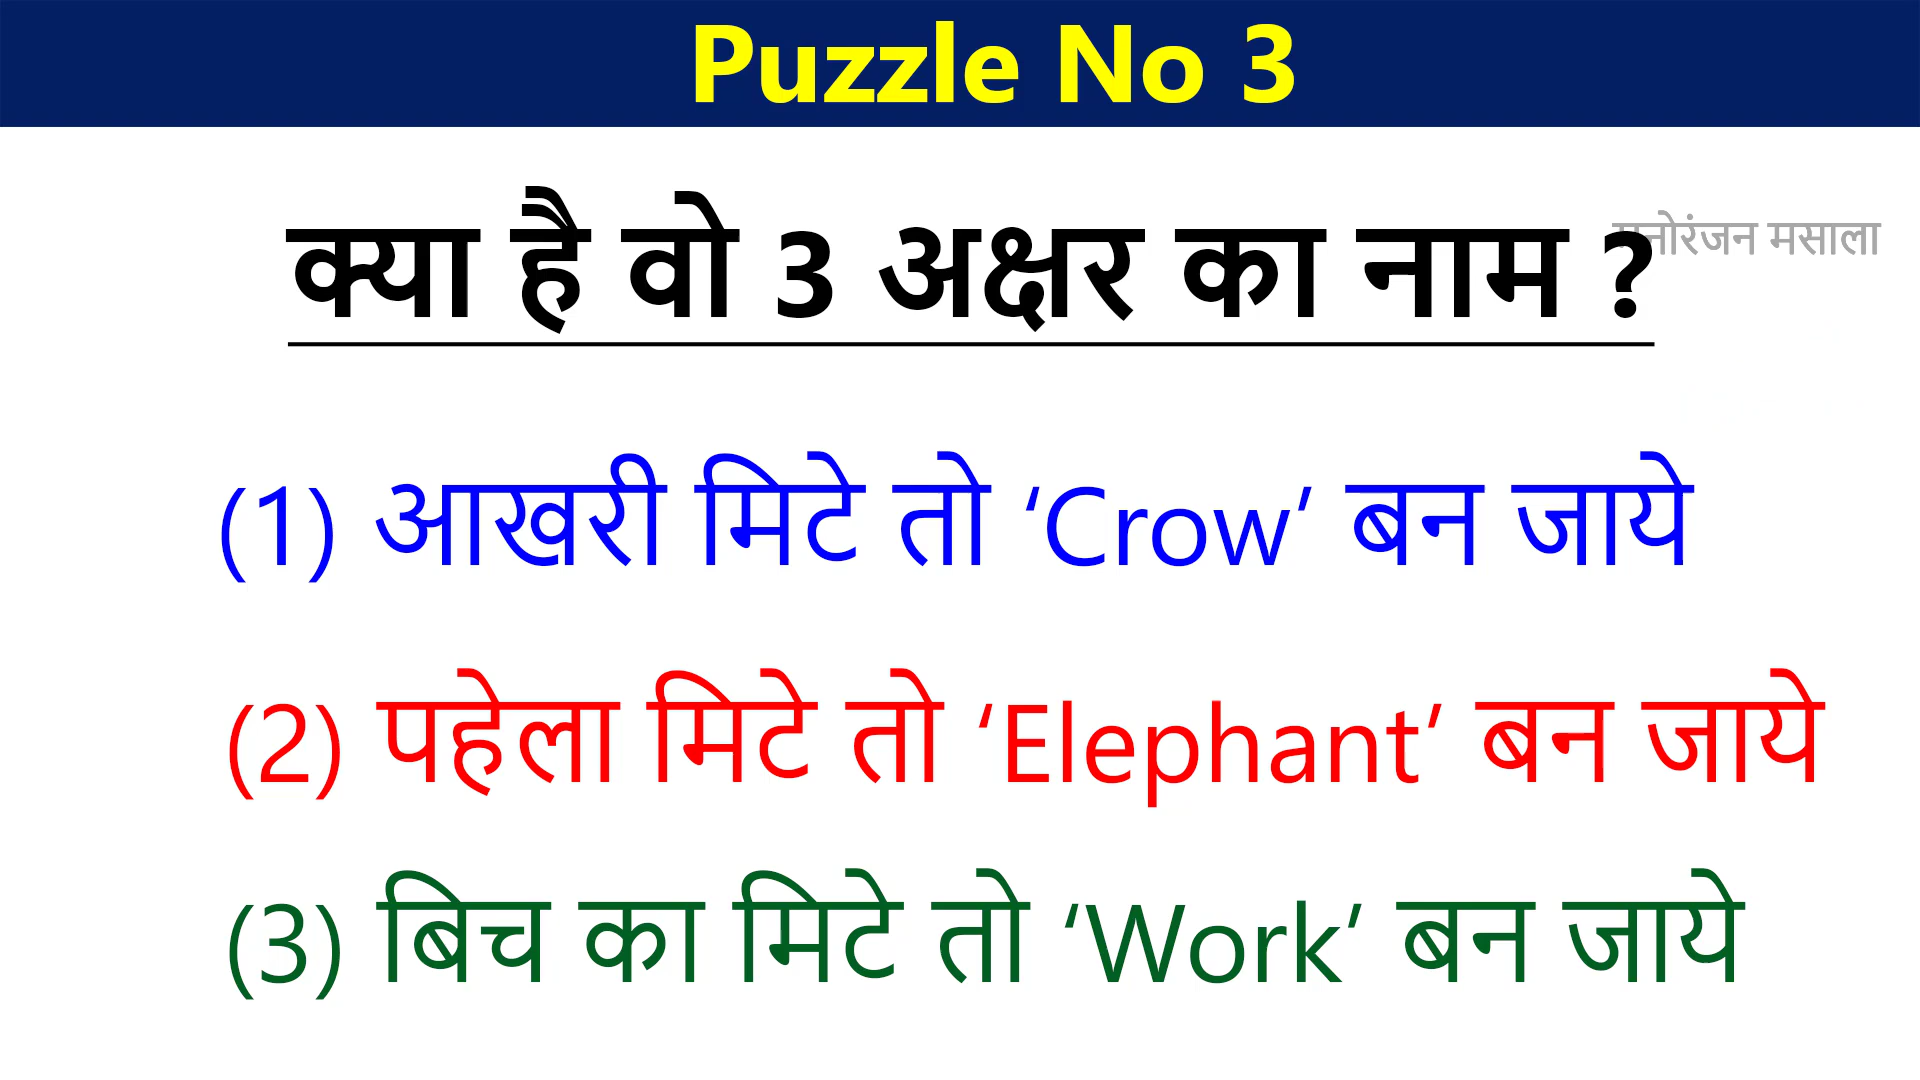 Puzzle No 3
क्या है वो 3 अक्षर का नाम ?
मनोरंजन मसाला
(1) आखरी मिटे तो ‘Crow’ बन जाये
(2) पहेला मिटे तो ‘Elephant’ बन जाये
(3) बिच का मिटे तो ‘Work’ बन जाये